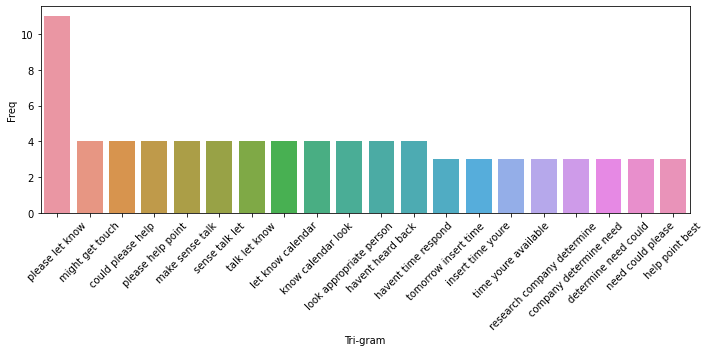 10
8
6
4
2
0
Freq
please let know
might get touch
could please help
please help point
make sense talk
sense talk let
talk let know
let know calendar
know calendar look
look appropriate person
havent heard back
havent time respond
tomorrow insert time
insert time youre
time youre available
research company determine
company determine need
determine need could
need could please
help point best
Tri-gram